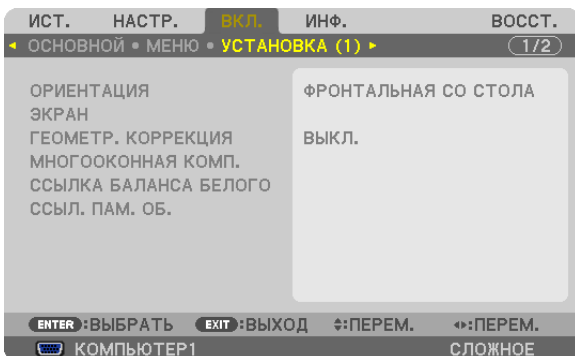 ИСТ. НАСТР. ВКЛ. ИНФ. ВОССТ.
ОСНОВНОЙ • МЕНЮ • УСТАНОВКА (1) 1/2
ОРИЕНТАЦИЯ ФРОНТАЛЬНАЯ СО СТОЛА
ЭКРАН
ГЕОМЕТР. КОРРЕКЦИЯ ВЫКЛ.
МНОГООКОННАЯ КОМП.
ССЫЛКА БАЛАНСА БЕЛОГО
ССЫЛ. ПАМ. ОБ.
ENTER :ВЫБРАТЬ EXIT :ВЫХОД :ПЕРЕМ. :ПЕРЕМ.
КОМПЬЮТЕР1 СЛОЖНОЕ